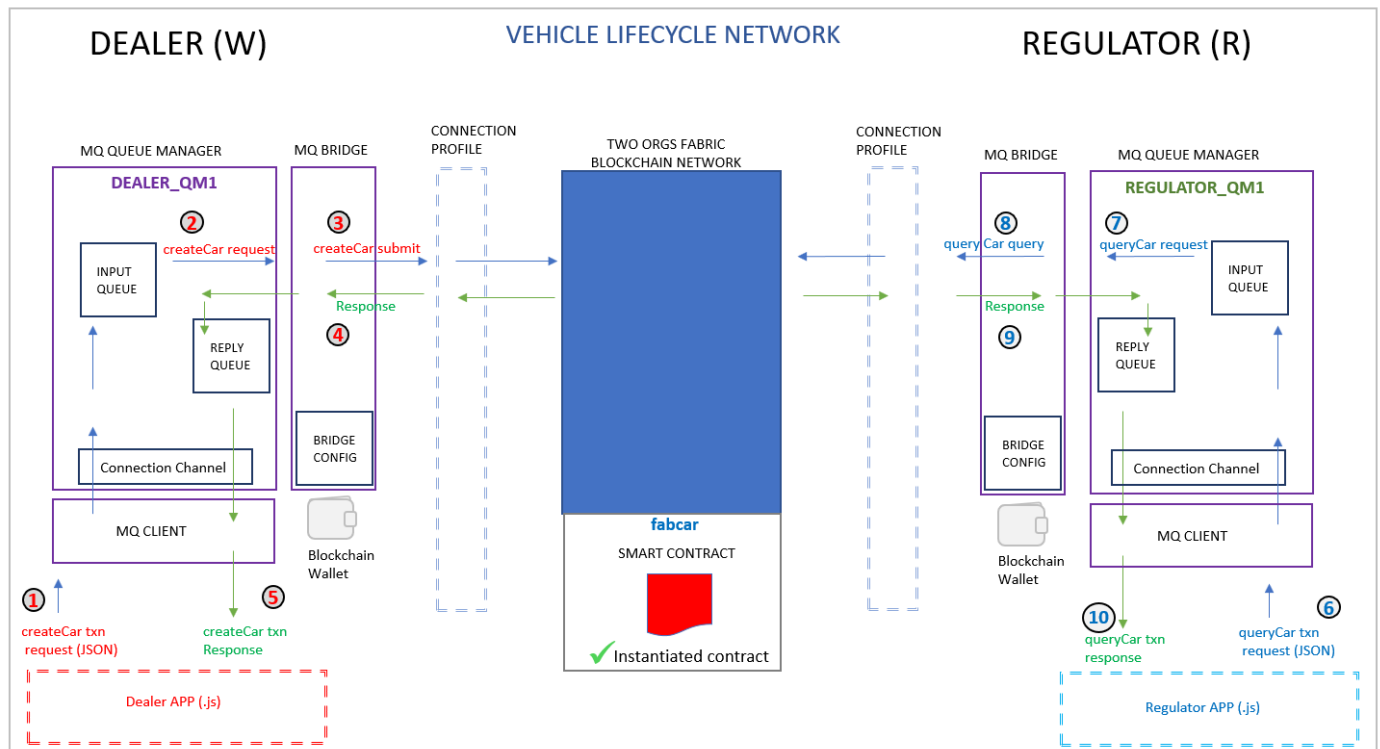 DEALER (W)
VEHICLE LIFECYCLE NETWORK
REGULATOR (R)
MQ QUEUE MANAGER
MQ BRIDGE
CONNECTION
PROFILE
TWO ORGS FABRIC
BLOCKCHAIN NETWORK
CONNECTION
PROFILE
MQ BRIDGE
MQ QUEUE MANAGER
DEALER_QM1
2
createCar request
INPUT
QUEUE
REPLY
QUEUE
Connection Channel
MQ CLIENT
1
createCar txn
request (JSON)
5
createCar txn
Response
Dealer APP (.js)
3
createCar submit
Response
4
BRIDGE
CONFIG
Blockchain
Wallet
fabcar
SMART CONTRACT
Instantiated contract
8
query Car query
Response
9
BRIDGE
CONFIG
Blockchain
Wallet
REGULATOR_QM1
7
queryCar request
INPUT
QUEUE
REPLY
QUEUE
Connection Channel
MQ CLIENT
10
queryCar txn
response
6
queryCar txn
request (JSON)
Regulator APP (.js)